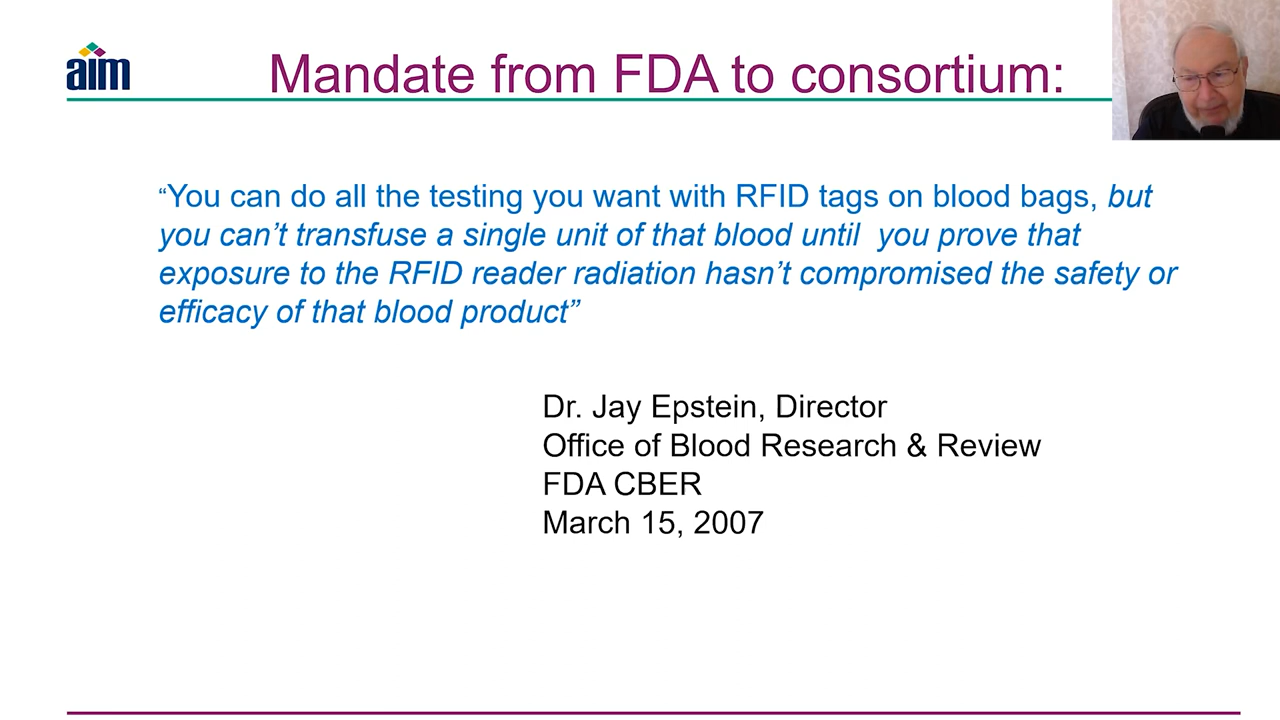 aim
Mandate from FDA to consortium:
“You can do all the testing you want with RFID tags on blood bags, but
you can’t transfuse a single unit of that blood until  you prove that
exposure to the RFID reader radiation hasn’t compromised the safety or
efficacy of that blood product”
Dr. Jay Epstein, Director
Office of Blood Research & Review
FDA CBER
March 15, 2007